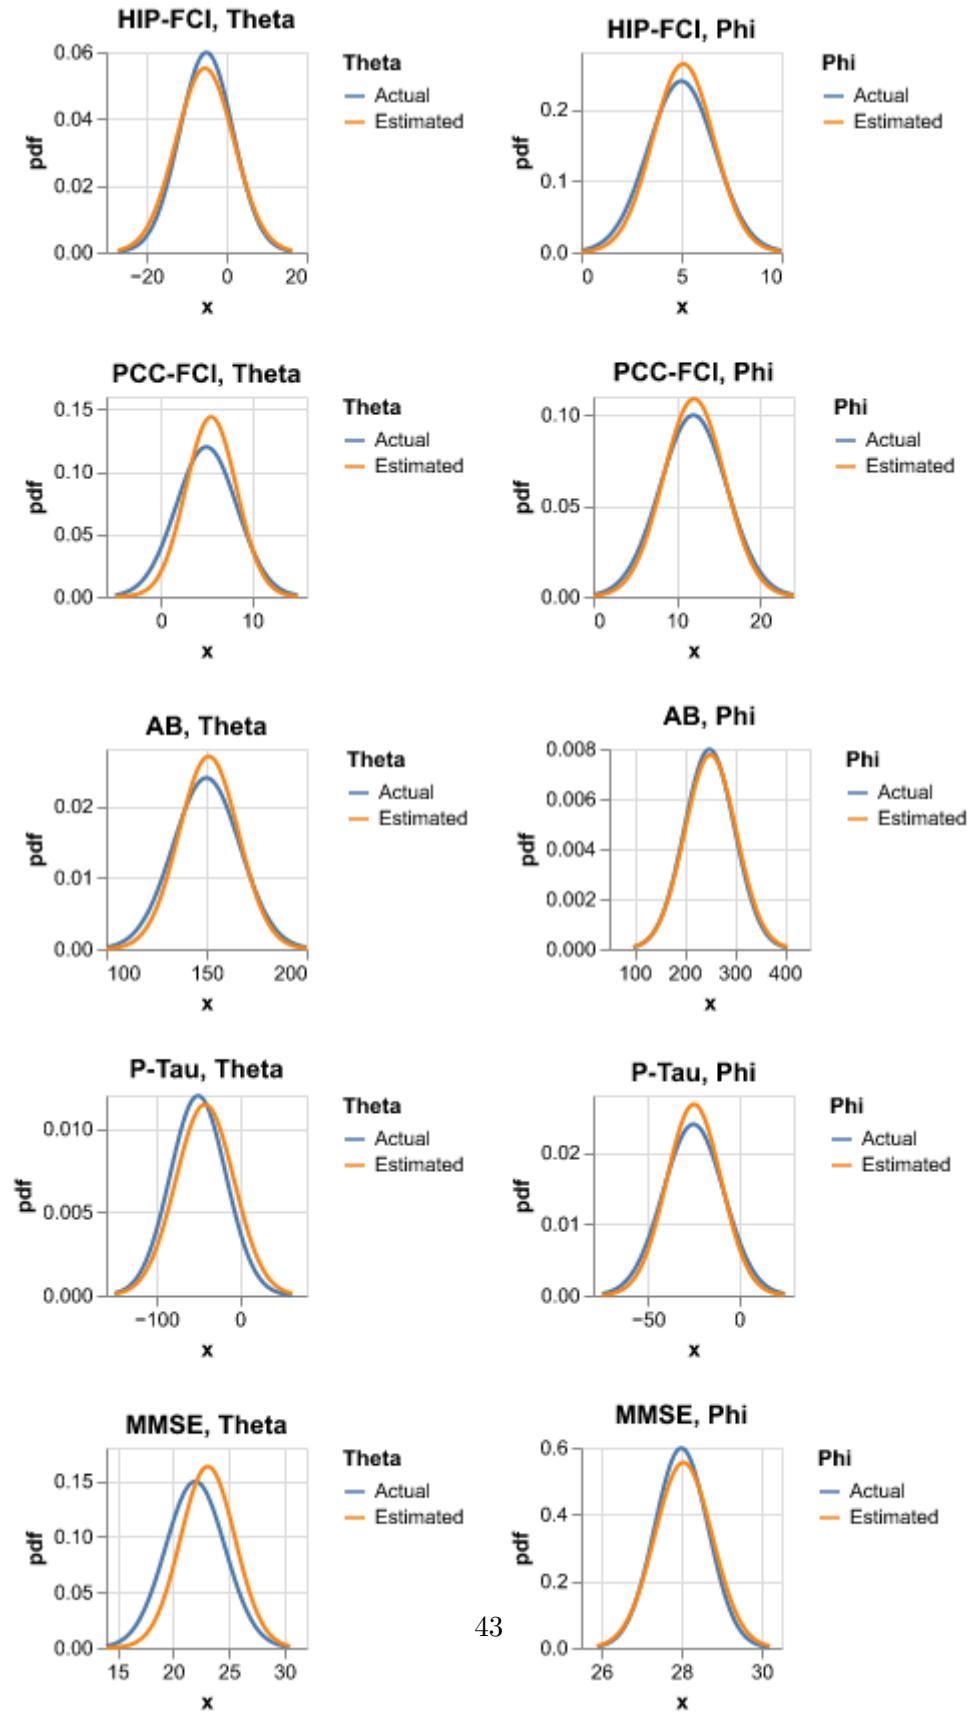 HIP-FCI, Theta
0.06
0.04
0.02
0.00
pdf
−20 0 20
x
Theta
Actual
Estimated
HIP-FCI, Phi
0.2
0.1
0.0
pdf
0 5 10
x
Phi
Actual
Estimated
PCC-FCI, Theta
0.15
0.10
0.05
0.00
pdf
0 10
x
Theta
Actual
Estimated
PCC-FCI, Phi
0.10
0.05
0.00
pdf
0 10 20
x
Phi
Actual
Estimated
AB, Theta
0.02
0.01
0.00
pdf
100 150 200
x
Theta
Actual
Estimated
AB, Phi
0.008
0.006
0.004
0.002
0.000
pdf
100 200 300 400
x
Phi
Actual
Estimated
P-Tau, Theta
0.010
0.005
0.000
pdf
−100 0
x
Theta
Actual
Estimated
P-Tau, Phi
0.02
0.01
0.00
pdf
−50 0
x
Phi
Actual
Estimated
MMSE, Theta
0.15
0.10
0.05
0.00
pdf
15 20 25 30
x
Theta
Actual
Estimated
MMSE, Phi
0.6
0.4
0.2
0.0
pdf
26 28 30
x
Phi
Actual
Estimated
43